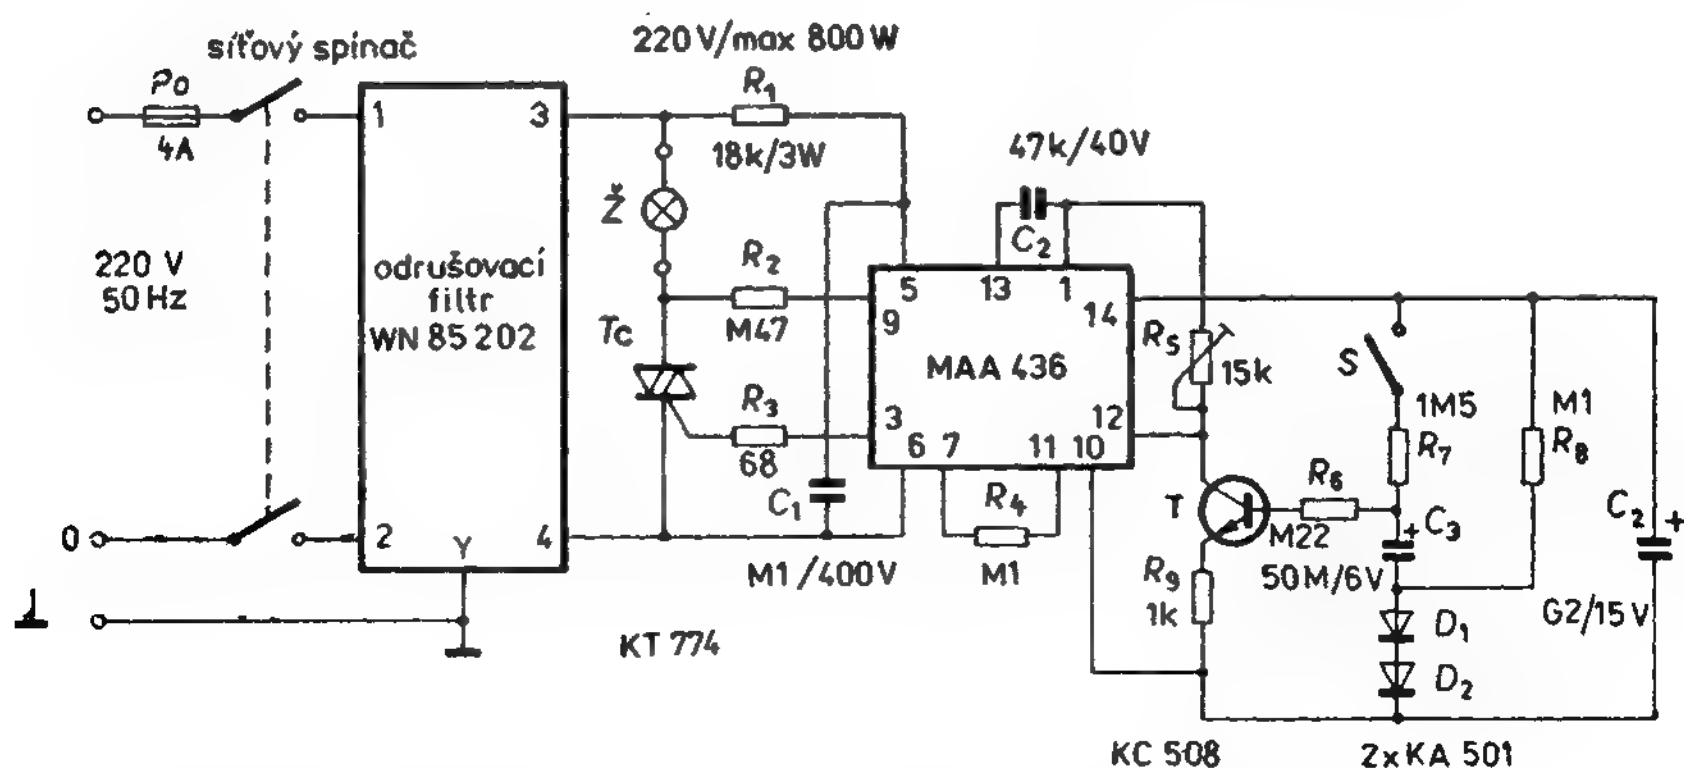 síťový spínač
220 V/max 800 W
Po
4A
220 V
50 Hz
0
1
2
3
4
Y
odrušovací
filtr
WN 85 202
R1
18k/3W
Ž
R2
M47
Tc
R3
68
C1
M1/400V
KT 774
47k/40V
C2
5
13
1
9
14
MAA 436
3
12
6
7
11
10
R4
M1
R5
15k
T
R6
M22
R9
1k
KC 508
S
1M5
R7
M1
R8
+
C3
50M/6V
C2
+
G2/15V
D1
D2
2xKA 501